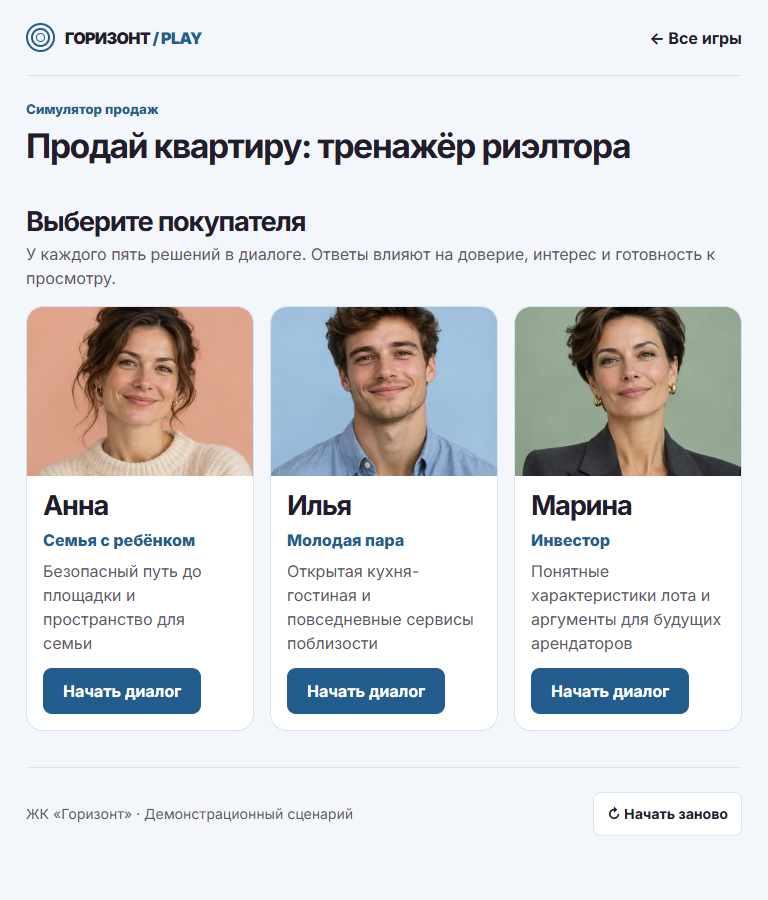 ГОРИЗОНТ / PLAY
← Все игры
Симулятор продаж
Продай квартиру: тренажёр риэлтора
Выберите покупателя
У каждого пять решений в диалоге. Ответы влияют на доверие, интерес и готовность к
просмотру.
Анна
Семья с ребёнком
Безопасный путь до
площадки и
пространство для
семьи
Начать диалог
Илья
Молодая пара
Открытая кухня-
гостиная и
повседневные сервисы
поблизости
Начать диалог
Марина
Инвестор
Понятные
характеристики лота и
аргументы для будущих
арендаторов
Начать диалог
ЖК «Горизонт» · Демонстрационный сценарий
↻ Начать заново